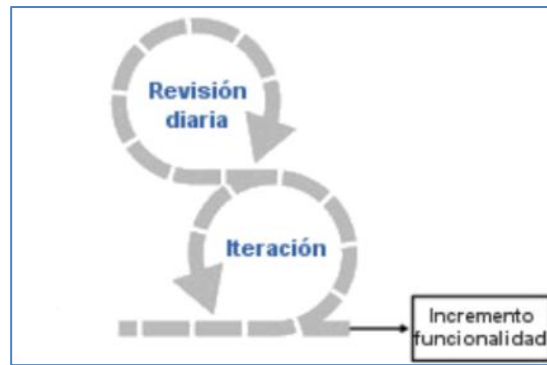 Revisión
diaria
Iteración
Incremento
funcionalidad